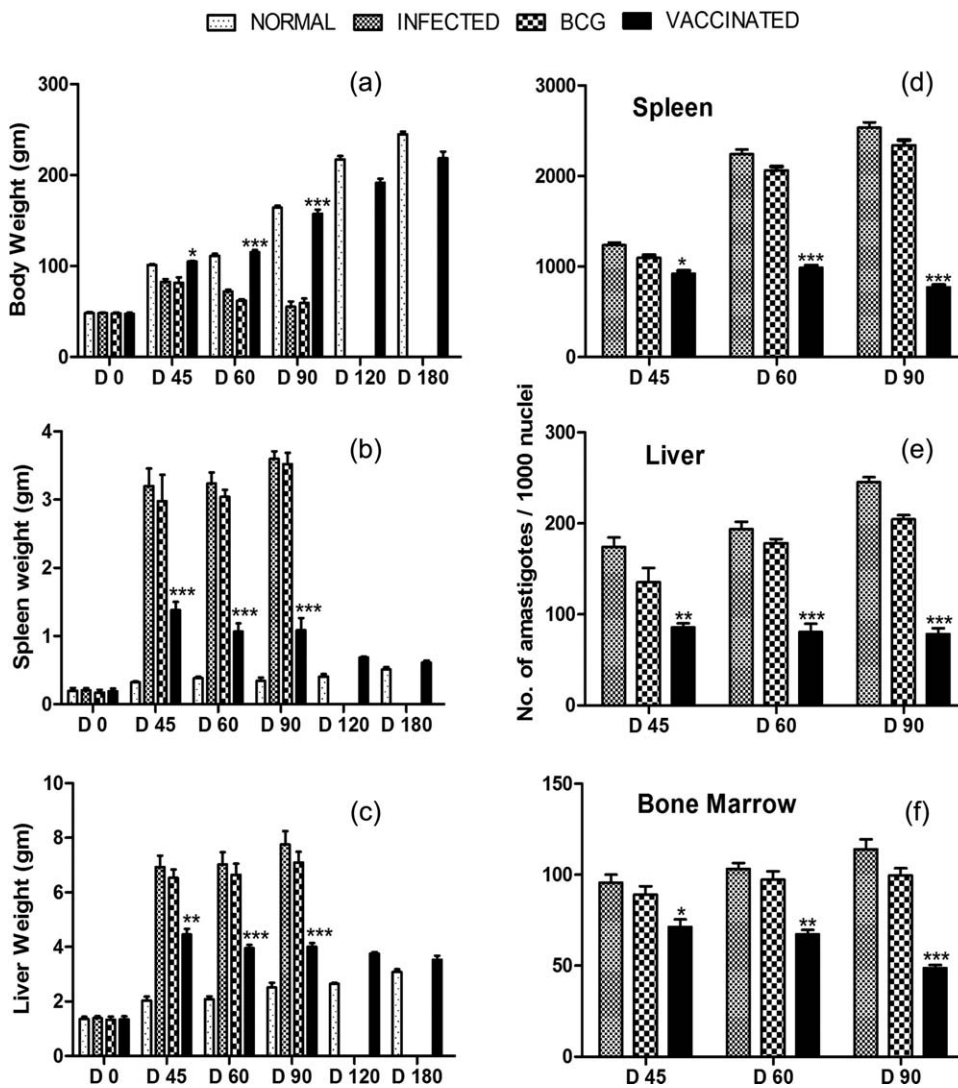 NORMAL INFECTED BCG VACCINATED
(a)
Body Weight (gm)
300
200
100
0
* *** ***
D 0 D 45 D 60 D 90 D 120 D 180
(b)
Spleen weight (gm)
4
3
2
1
0
*** *** ***
D 0 D 45 D 60 D 90 D 120 D 180
(c)
Liver Weight (gm)
10
8
6
4
2
0
** *** ***
D 0 D 45 D 60 D 90 D 120 D 180
No. of amastigotes / 1000 nuclei
Spleen (d)
3000
2000
1000
0
* *** ***
D 45 D 60 D 90
Liver (e)
300
200
100
0
** *** ***
D 45 D 60 D 90
Bone Marrow (f)
150
100
50
0
* ** ***
D 45 D 60 D 90